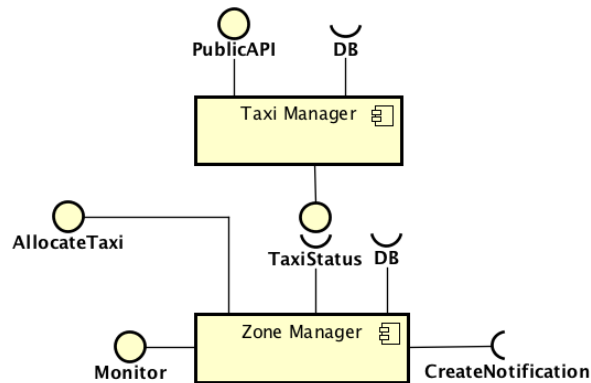 PublicAPI
DB
Taxi Manager
AllocateTaxi
TaxiStatus
DB
Zone Manager
Monitor
CreateNotification